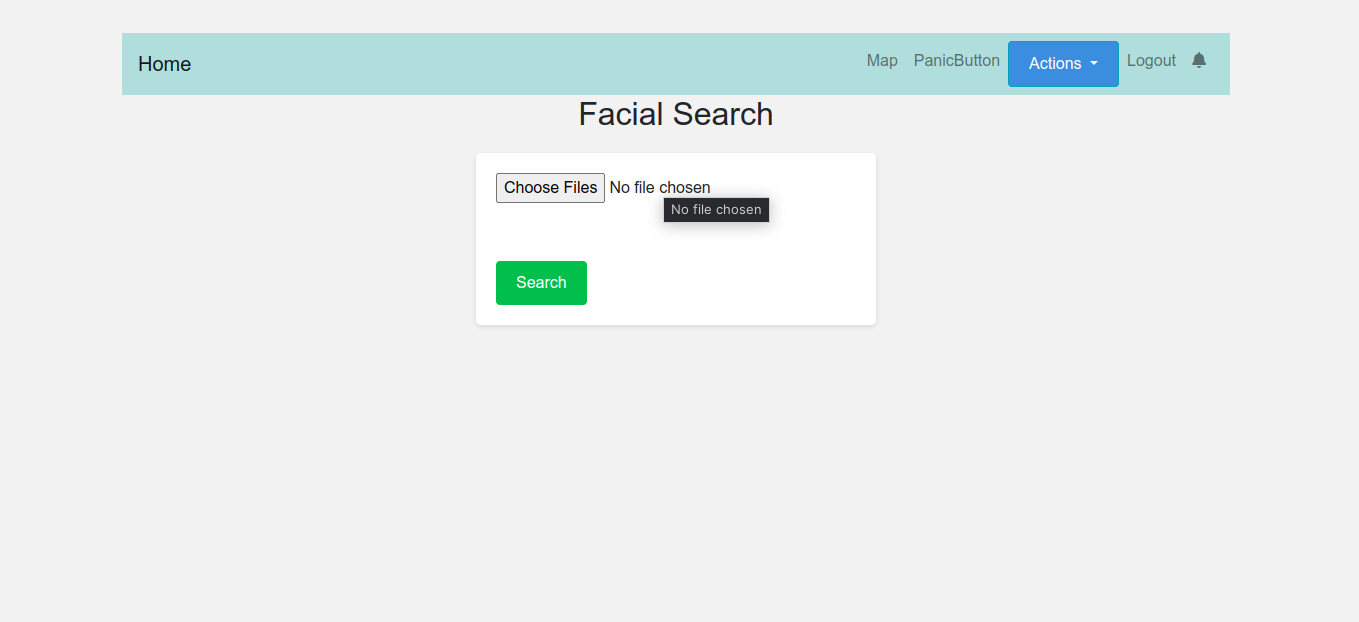 Home Map PanicButton Actions Logout
Facial Search
Choose Files No file chosen
No file chosen
Search